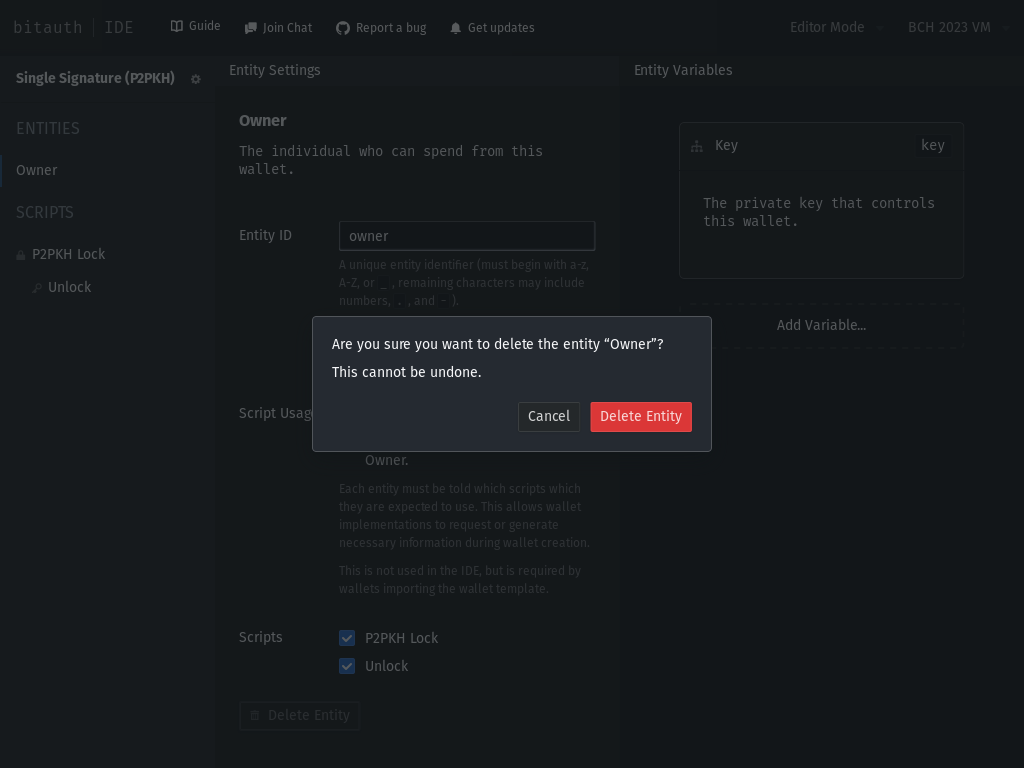 bitauth | IDE
Guide
Join Chat
Report a bug
Get updates
Editor Mode
BCH 2023 VM
Single Signature (P2PKH)
ENTITIES
Owner
SCRIPTS
P2PKH Lock
Unlock
Entity Settings
Owner
The individual who can spend from this
wallet.
Entity ID
owner
A unique entity identifier (must begin with a-z,
A-Z, or _ , remaining characters may include
numbers, . , and - ).
Script Usag
Owner.
Each entity must be told which scripts which
they are expected to use. This allows wallet
implementations to request or generate
necessary information during wallet creation.
This is not used in the IDE, but is required by
wallets importing the wallet template.
Scripts
P2PKH Lock
Unlock
Delete Entity
Entity Variables
Key
key
The private key that controls
this wallet.
Add Variable...
Are you sure you want to delete the entity “Owner”?
This cannot be undone.
Cancel
Delete Entity